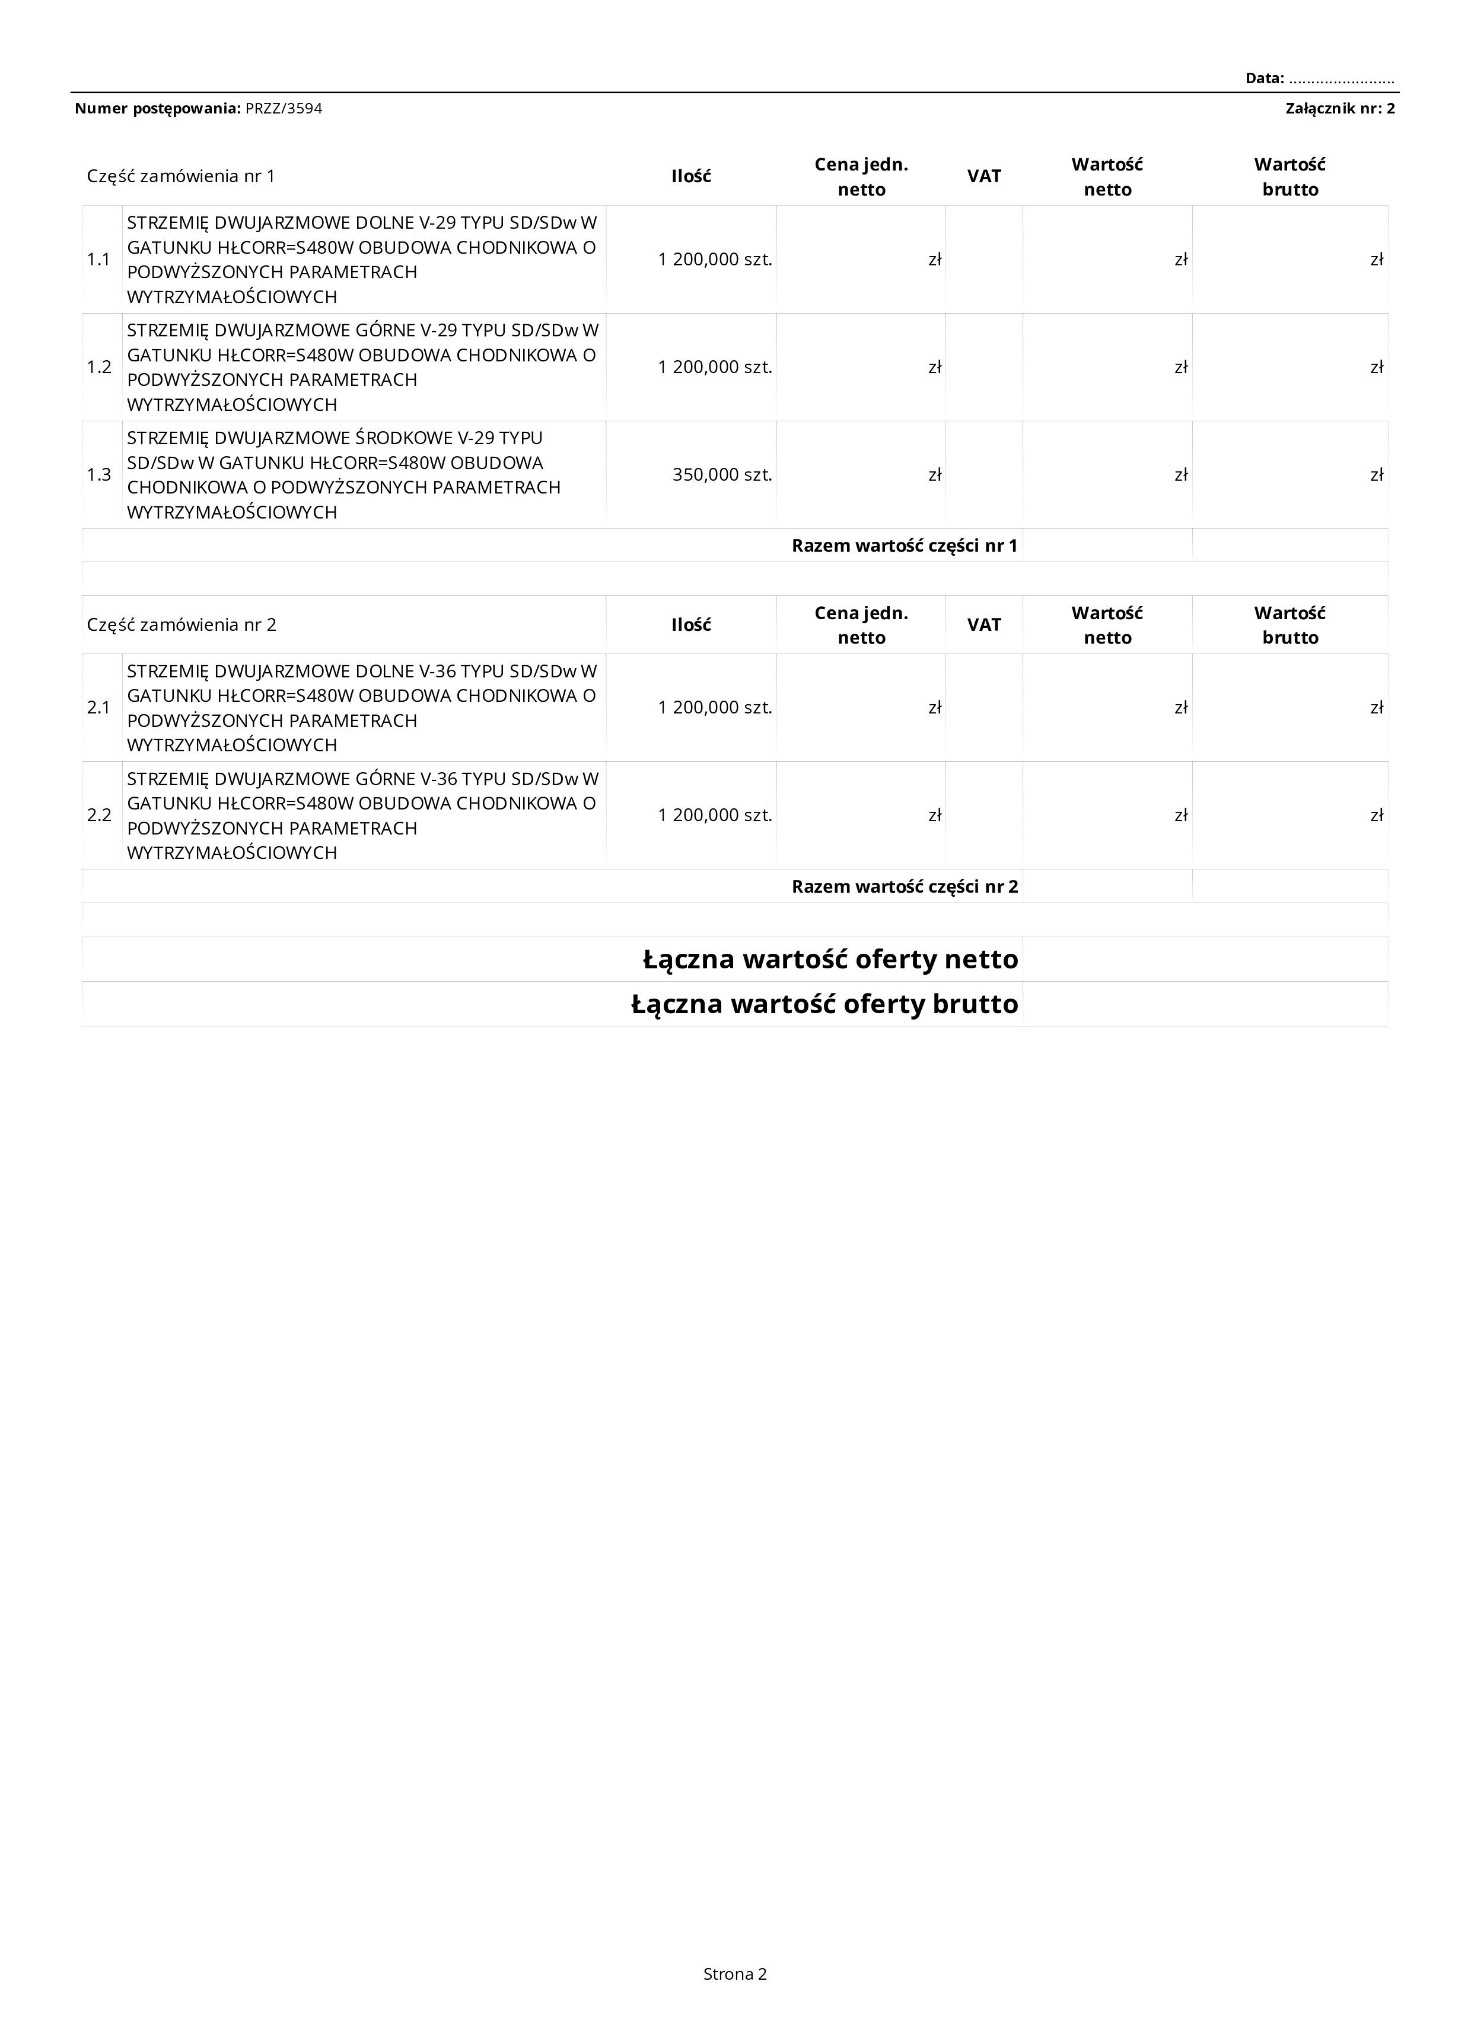 Data: ........................
Numer postępowania: PRZZ/3594 Załącznik nr: 2
Część zamówienia nr 1 Ilość Cena jedn. netto VAT Wartość netto Wartość brutto
1.1 STRZEMIĘ DWUJARZMOWE DOLNE V-29 TYPU SD/SDw W
GATUNKU HŁCORR=S480W OBUDOWA CHODNIKOWA O
PODWYŻSZONYCH PARAMETRACH
WYTRZYMAŁOŚCIOWYCH
1 200,000 szt. zł zł zł
1.2 STRZEMIĘ DWUJARZMOWE GÓRNE V-29 TYPU SD/SDw W
GATUNKU HŁCORR=S480W OBUDOWA CHODNIKOWA O
PODWYŻSZONYCH PARAMETRACH
WYTRZYMAŁOŚCIOWYCH
1 200,000 szt. zł zł zł
1.3 STRZEMIĘ DWUJARZMOWE ŚRODKOWE V-29 TYPU
SD/SDw W GATUNKU HŁCORR=S480W OBUDOWA
CHODNIKOWA O PODWYŻSZONYCH PARAMETRACH
WYTRZYMAŁOŚCIOWYCH
350,000 szt. zł zł zł
Razem wartość części nr 1
Część zamówienia nr 2 Ilość Cena jedn. netto VAT Wartość netto Wartość brutto
2.1 STRZEMIĘ DWUJARZMOWE DOLNE V-36 TYPU SD/SDw W
GATUNKU HŁCORR=S480W OBUDOWA CHODNIKOWA O
PODWYŻSZONYCH PARAMETRACH
WYTRZYMAŁOŚCIOWYCH
1 200,000 szt. zł zł zł
2.2 STRZEMIĘ DWUJARZMOWE GÓRNE V-36 TYPU SD/SDw W
GATUNKU HŁCORR=S480W OBUDOWA CHODNIKOWA O
PODWYŻSZONYCH PARAMETRACH
WYTRZYMAŁOŚCIOWYCH
1 200,000 szt. zł zł zł
Razem wartość części nr 2
Łączna wartość oferty netto
Łączna wartość oferty brutto
Strona 2